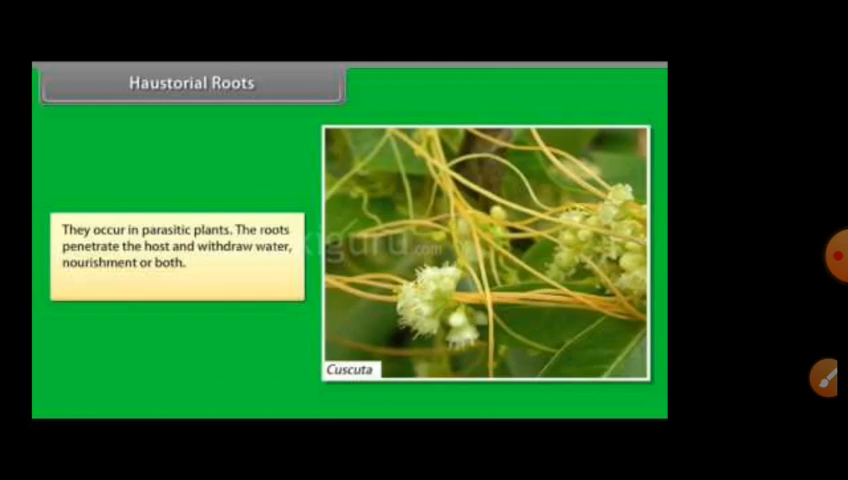 Haustorial Roots
They occur in parasitic plants. The roots
penetrate the host and withdraw water,
nourishment or both.
Cuscuta